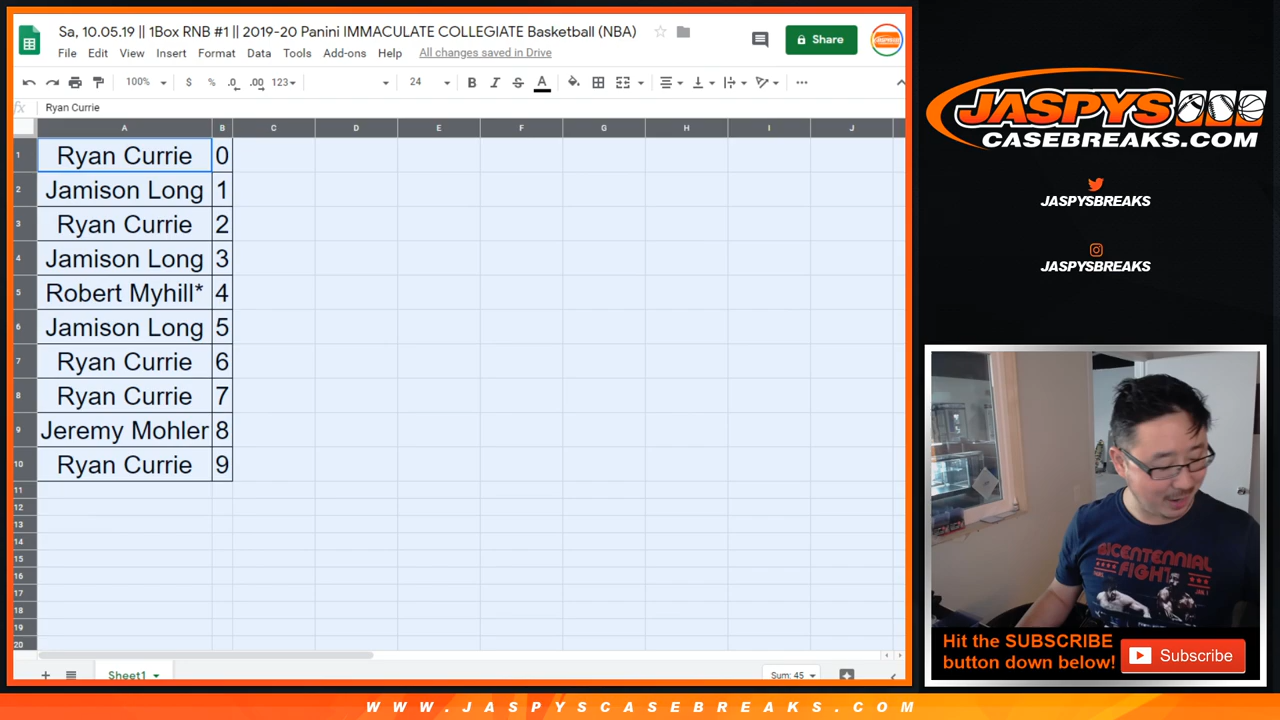 Sa, 10.05.19 || 1Box RNB #1 || 2019-20 Panini IMMACULATE COLLEGIATE Basketball (NBA)
File Edit View Insert Format Data Tools Add-ons Help All changes saved in Drive
Share
100% $ % .0 .00 123 24 B I S A
fx Ryan Currie
A B C D E F G H I J
1 Ryan Currie 0
2 Jamison Long 1
3 Ryan Currie 2
4 Jamison Long 3
5 Robert Myhill* 4
6 Jamison Long 5
7 Ryan Currie 6
8 Ryan Currie 7
9 Jeremy Mohler 8
10 Ryan Currie 9
11
12
13
14
15
16
17
18
19
20
Sheet1
Sum: 45
JASPYS
CASEBREAKS.COM
JASPYSBREAKS
JASPYSBREAKS
BICENTENNIAL
FIGHT
Hit the SUBSCRIBE
button down below!
Subscribe
WWW.JASPYSCASEBREAKS.COM